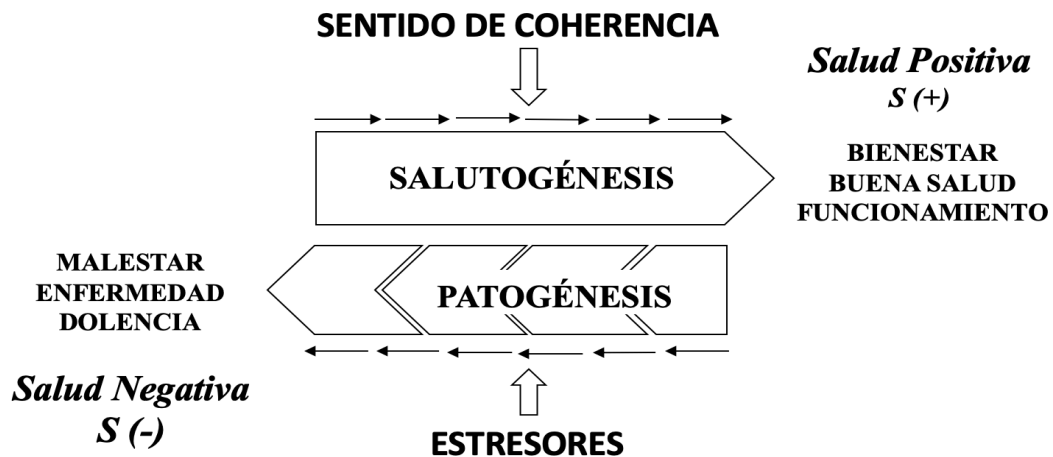 SENTIDO DE COHERENCIA
Salud Positiva
S (+)
SALUTOGÉNESIS
BIENESTAR
BUENA SALUD
FUNCIONAMIENTO
MALESTAR
ENFERMEDAD
DOLENCIA
PATOGÉNESIS
Salud Negativa
S (-)
ESTRESORES